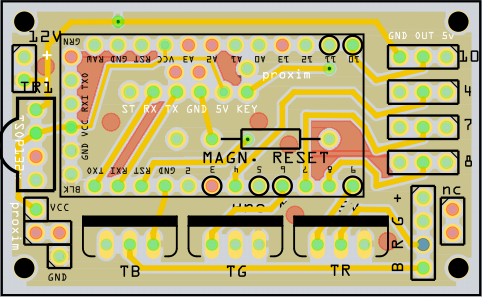 12V
+
GRN
RAW GND RST VCC A3 A2 A1 A0 13 12 11 10
GND OUT 5v
10
proxim
TR1
ST RX TX GND 5V KEY
4
GND VCC RXI TXO
7
MAGN. RESET
8
BLK
TXO RXI RST GND 2 3 4 5 6 7 8 9
TSOP1235
proxim
VCC
GND
+
G
R
B
nc
TB
TG
TR